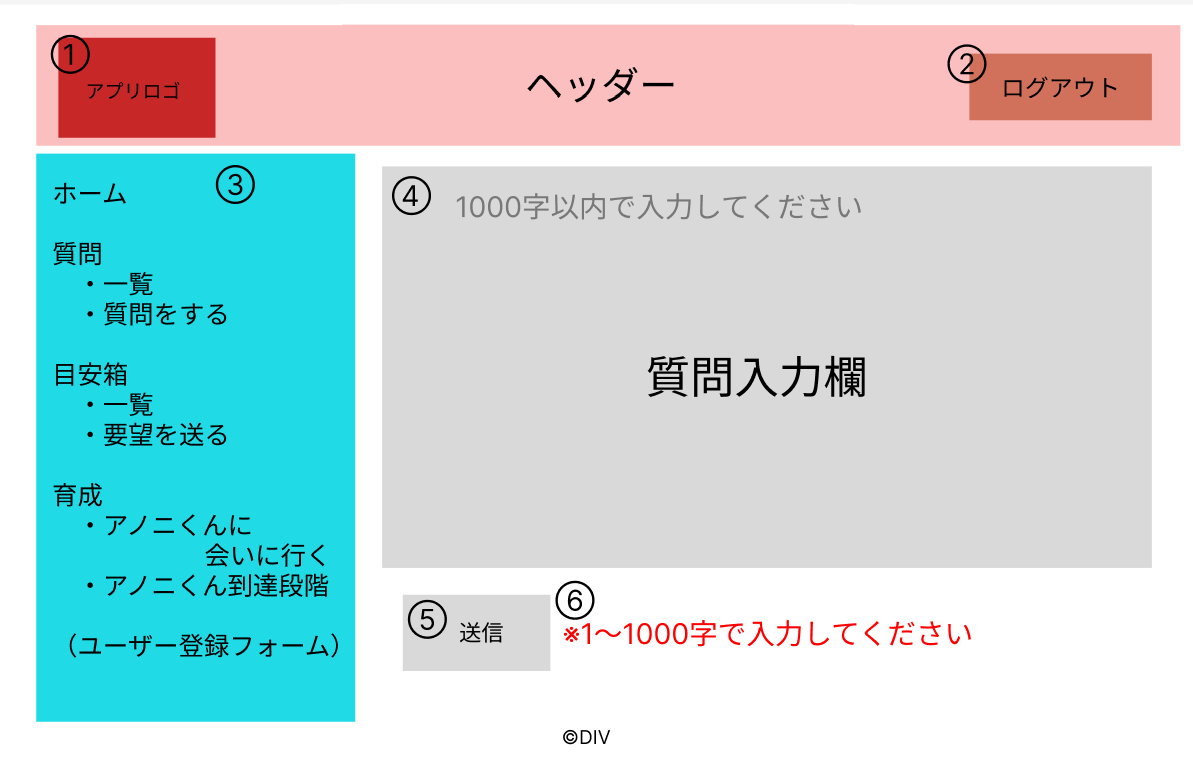 ①
アプリロゴ
ヘッダー
②
ログアウト
③
ホーム
質問
・一覧
・質問をする
目安箱
・一覧
・要望を送る
育成
・アノニくんに
会いに行く
・アノニくん到達段階
（ユーザー登録フォーム）
④
1000字以内で入力してください
質問入力欄
⑤
送信
⑥
※1〜1000字で入力してください
©DIV